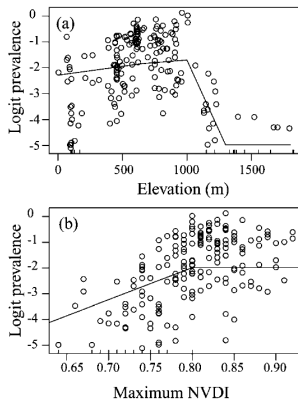 (a)
Logit prevalence
0
-1
-2
-3
-4
-5
0 500 1000 1500
Elevation (m)
(b)
Logit prevalence
0
-1
-2
-3
-4
-5
0.65 0.70 0.75 0.80 0.85 0.90
Maximum NVDI